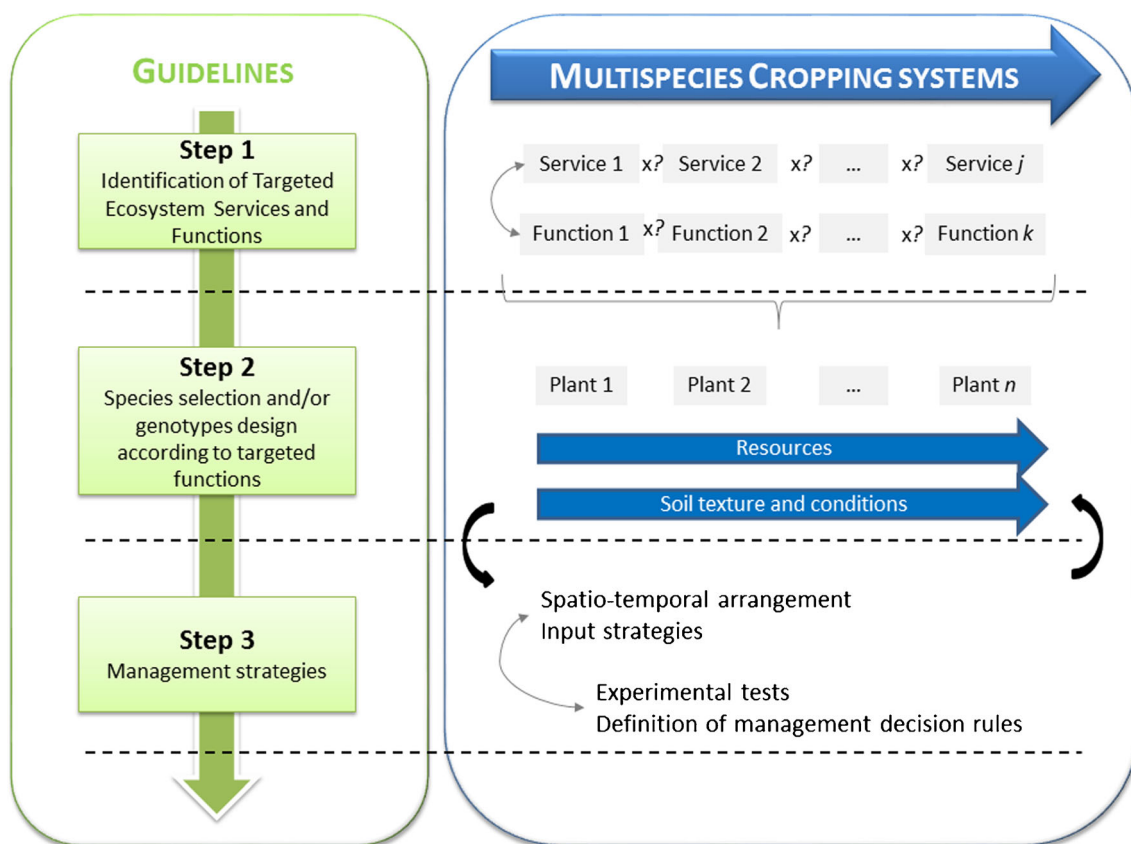 GUIDELINES
Step 1
Identification of Targeted
Ecosystem Services and
Functions
Step 2
Species selection and/or
genotypes design
according to targeted
functions
Step 3
Management strategies
MULTISPECIES CROPPING SYSTEMS
Service 1 x? Service 2 x? ... x? Service j
Function 1 x? Function 2 x? ... x? Function k
Plant 1 Plant 2 ... Plant n
Resources
Soil texture and conditions
Spatio-temporal arrangement
Input strategies
Experimental tests
Definition of management decision rules